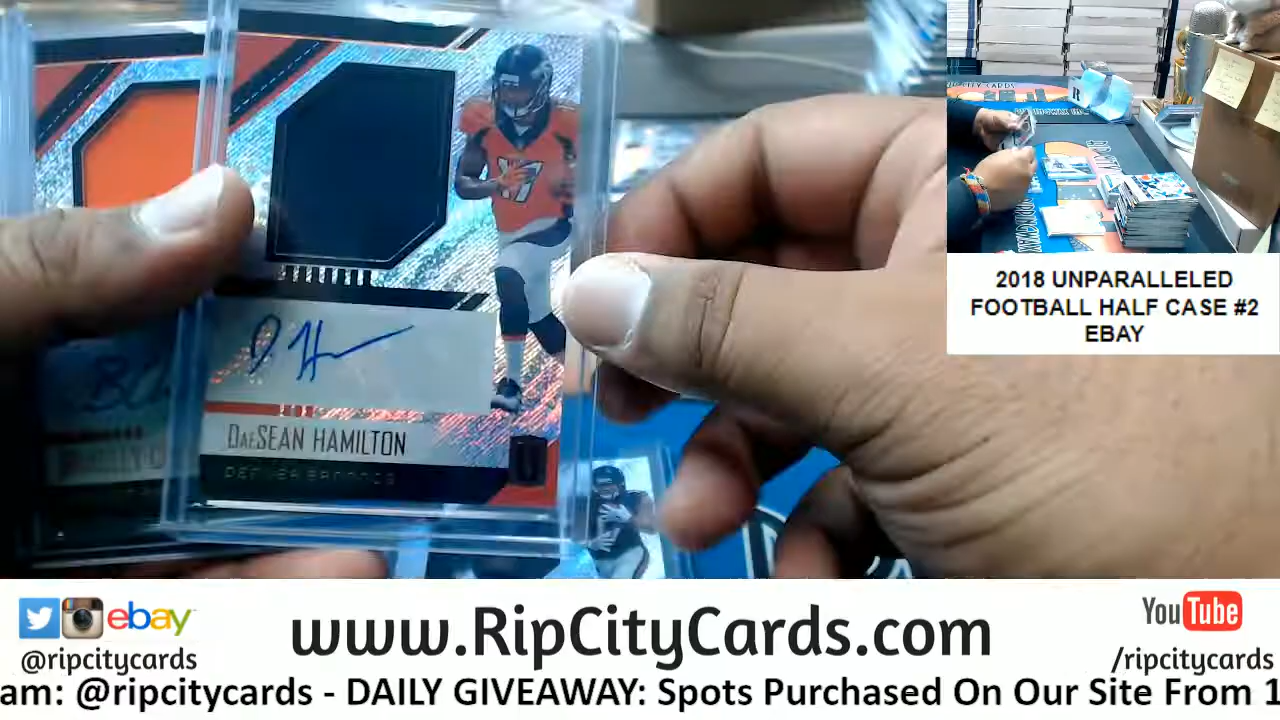 17
D. H
DaeSEAN HAMILTON
DENVER BRONCOS
2018 UNPARALLELED
FOOTBALL HALF CASE #2
EBAY
ebay
@ripcitycards
www.RipCityCards.com
YouTube
/ripcitycards
am: @ripcitycards - DAILY GIVEAWAY: Spots Purchased On Our Site From 1